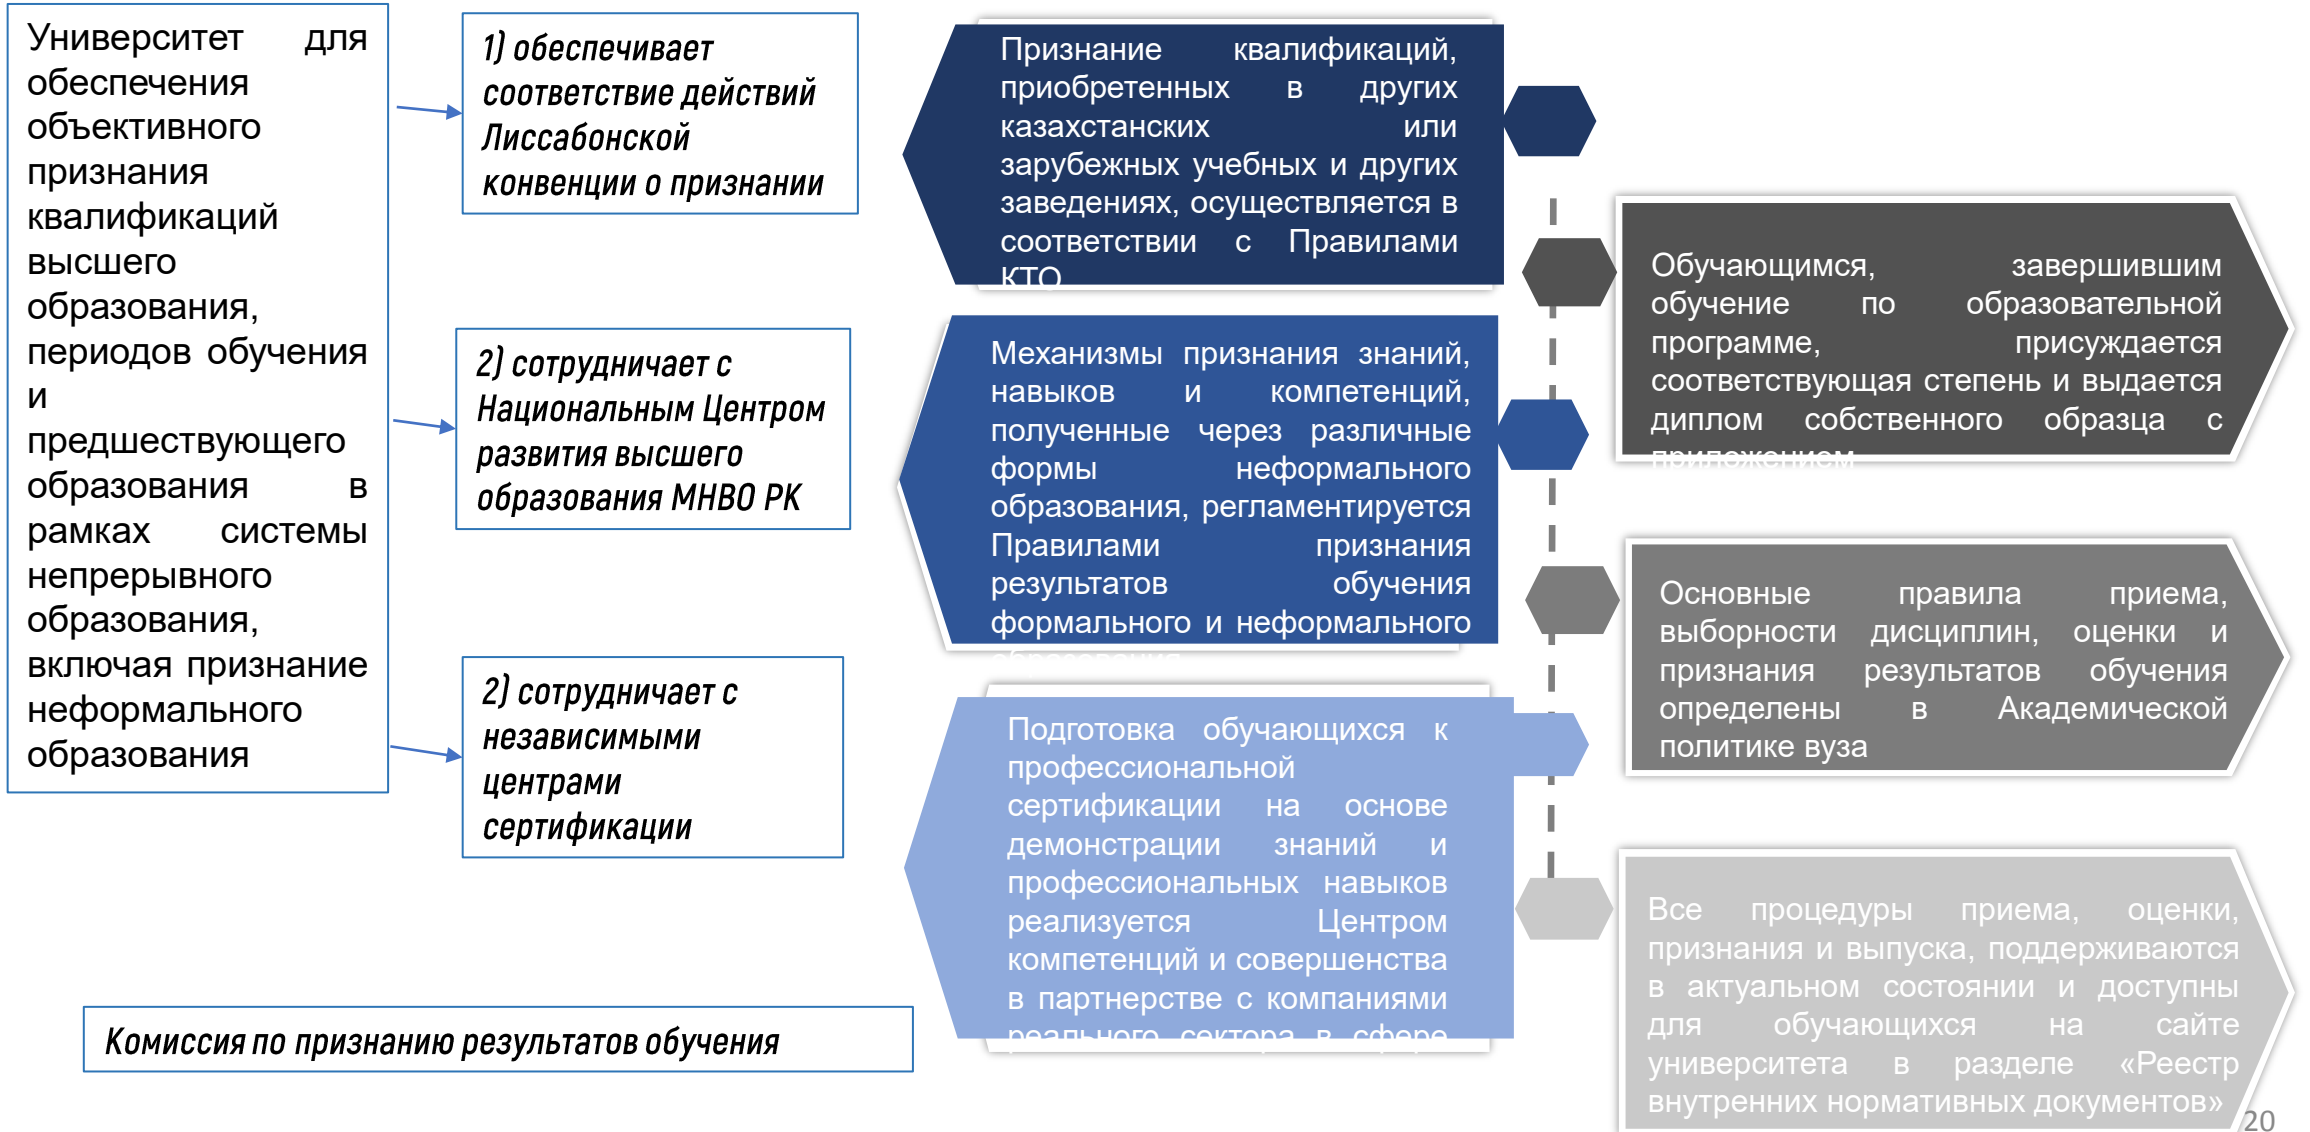 Университет для
обеспечения
объективного
признания
квалификаций
высшего
образования,
периодов обучения
и
предшествующего
образования в
рамках системы
непрерывного
образования,
включая признание
неформального
образования
1) обеспечивает
соответствие действий
Лиссабонской
конвенции о признании
2) сотрудничает с
Национальным Центром
развития высшего
образования МНВО РК
2) сотрудничает с
независимыми
центрами
сертификации
Комиссия по признанию результатов обучения
Признание квалификаций,
приобретенных в других
казахстанских или
зарубежных учебных и других
заведениях, осуществляется в
соответствии с Правилами
КТО
Механизмы признания знаний,
навыков и компетенций,
полученные через различные
формы неформального
образования, регламентируется
Правилами признания
результатов обучения
формального и неформального
образования
Подготовка обучающихся к
профессиональной
сертификации на основе
демонстрации знаний и
профессиональных навыков
реализуется Центром
компетенций и совершенства
в партнерстве с компаниями
реального сектора в сфере
Обучающимся, завершившим
обучение по образовательной
программе, присуждается
соответствующая степень и выдается
диплом собственного образца с
приложением
Основные правила приема,
выборности дисциплин, оценки и
признания результатов обучения
определены в Академической
политике вуза
Все процедуры приема, оценки,
признания и выпуска, поддерживаются
в актуальном состоянии и доступны
для обучающихся на сайте
университета в разделе «Реестр
внутренних нормативных документов»
20